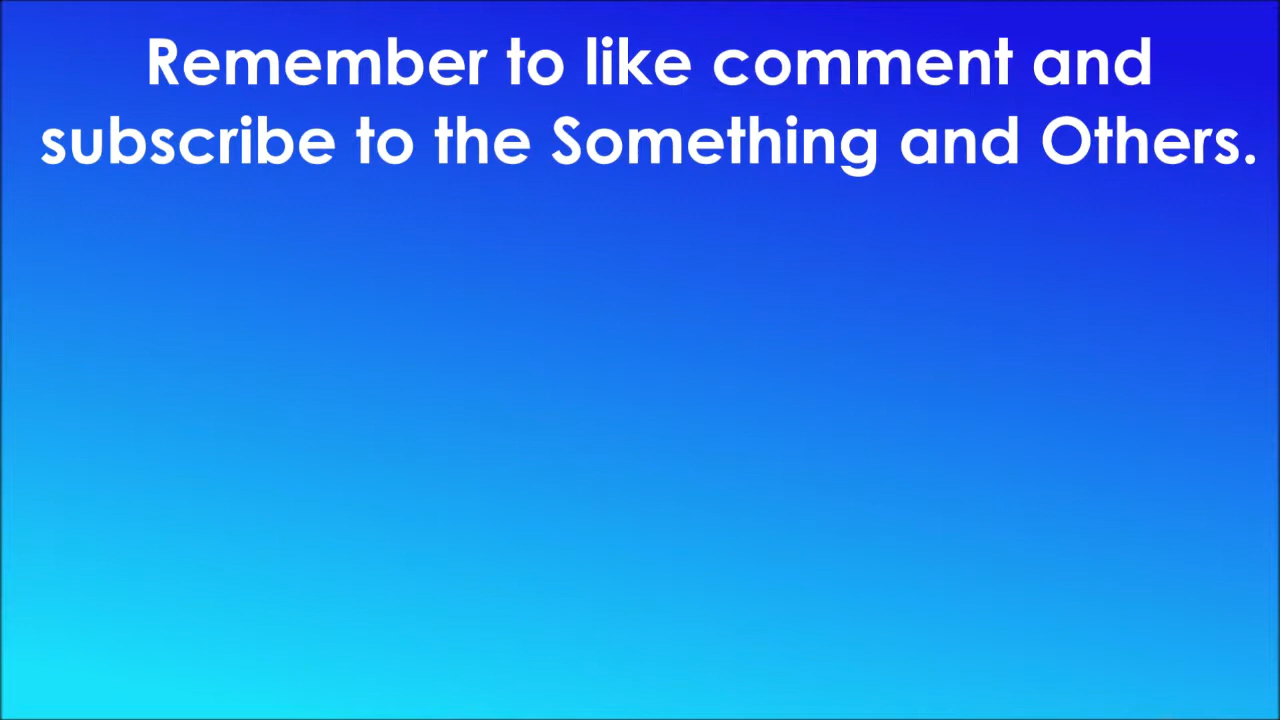 Remember to like comment and
subscribe to the Something and Others.